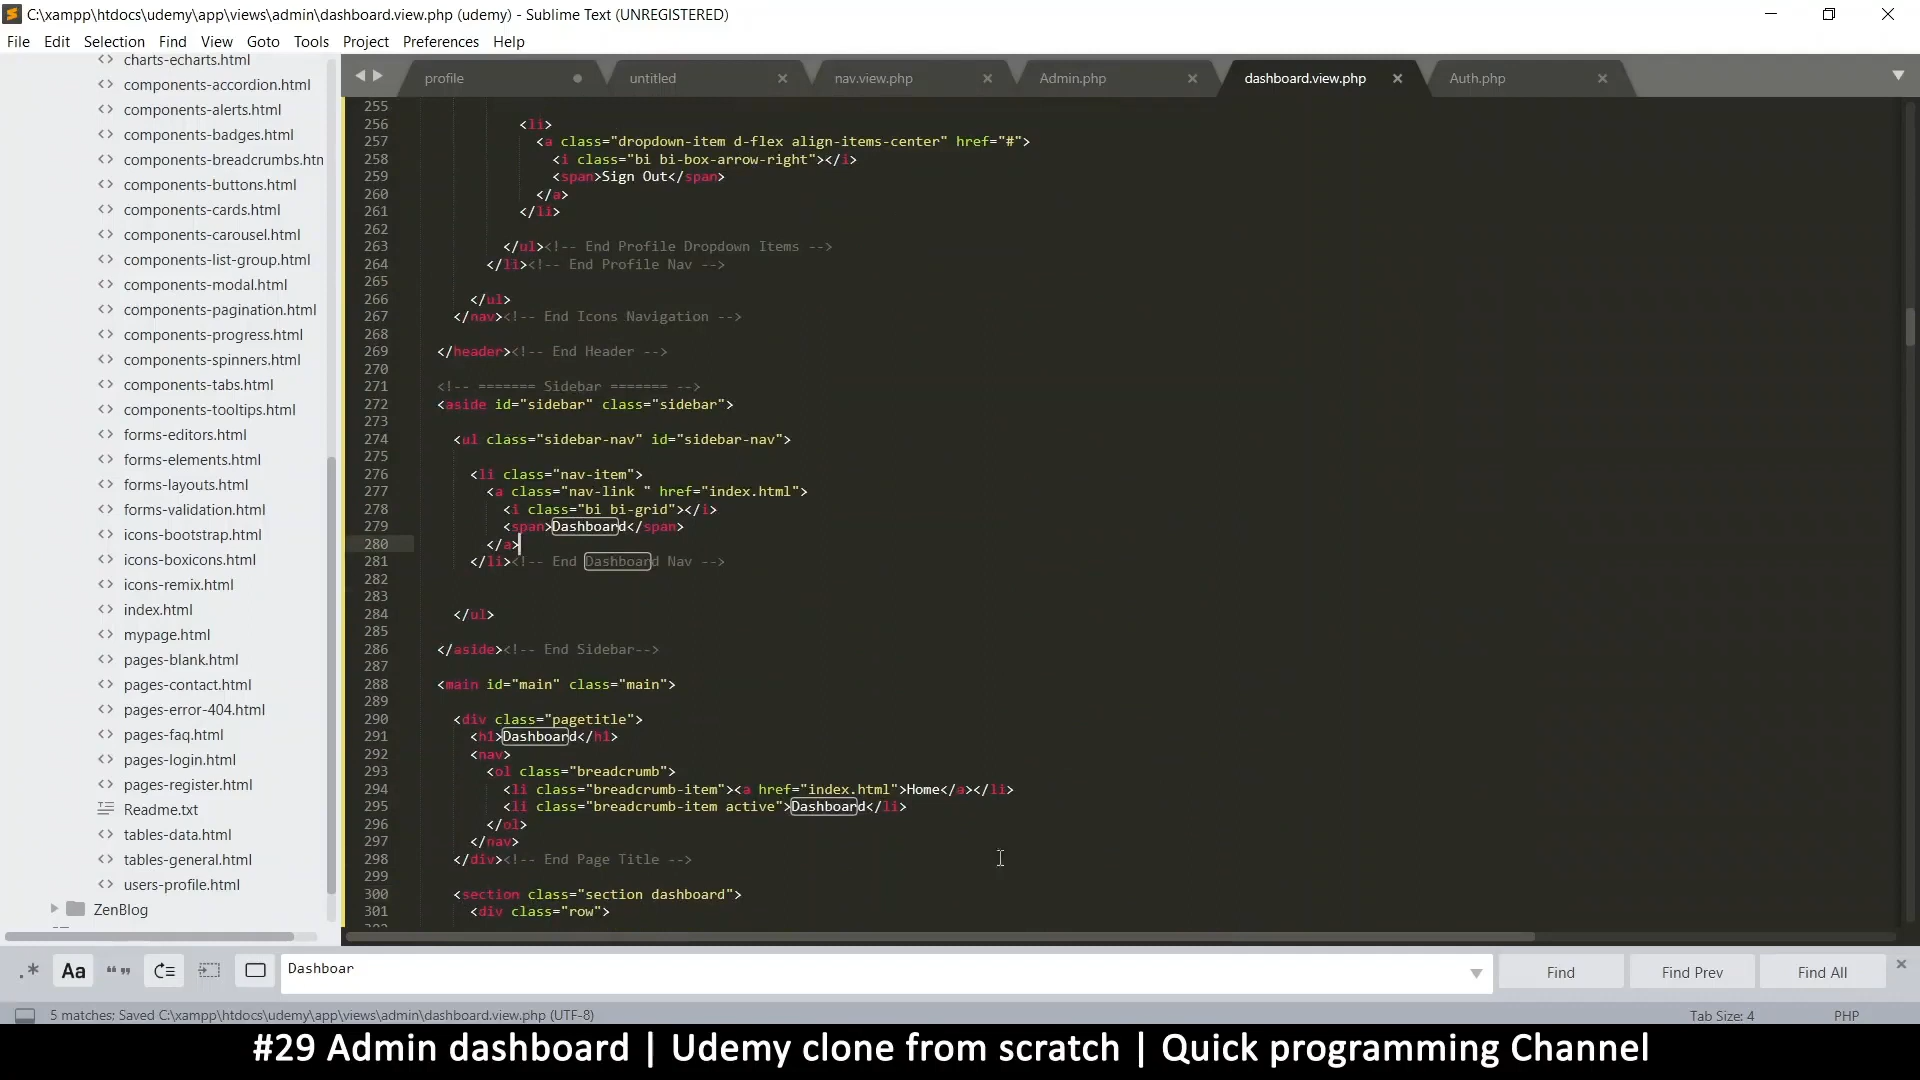 C:\xampp\htdocs\udemy\app\views\admin\dashboard.view.php (udemy) - Sublime Text (UNREGISTERED)
File Edit Selection Find View Goto Tools Project Preferences Help
charts-echarts.html
components-accordion.html
components-alerts.html
components-badges.html
components-breadcrumbs.htm
components-buttons.html
components-cards.html
components-carousel.html
components-list-group.html
components-modal.html
components-pagination.html
components-progress.html
components-spinners.html
components-tabs.html
components-tooltips.html
forms-editors.html
forms-elements.html
forms-layouts.html
forms-validation.html
icons-bootstrap.html
icons-boxicons.html
icons-remix.html
index.html
mypage.html
pages-blank.html
pages-contact.html
pages-error-404.html
pages-faq.html
pages-login.html
pages-register.html
Readme.txt
tables-data.html
tables-general.html
users-profile.html
ZenBlog
profile untitled nav.view.php Admin.php dashboard.view.php Auth.php
255
256 <li>
257 <a class="dropdown-item d-flex align-items-center" href="#">
258 <i class="bi bi-box-arrow-right"></i>
259 <span>Sign Out</span>
260 </a>
261 </li>
262
263 </ul><!-- End Profile Dropdown Items -->
264 </li><!-- End Profile Nav -->
265
266 </ul>
267 </nav><!-- End Icons Navigation -->
268
269 </header><!-- End Header -->
270
271 <!-- ======= Sidebar ======= -->
272 <aside id="sidebar" class="sidebar">
273
274 <ul class="sidebar-nav" id="sidebar-nav">
275
276 <li class="nav-item">
277 <a class="nav-link " href="index.html">
278 <i class="bi bi-grid"></i>
279 <span>Dashboard</span>
280 </a>
281 </li><!-- End Dashboard Nav -->
282
283
284 </ul>
285
286 </aside><!-- End Sidebar-->
287
288 <main id="main" class="main">
289
290 <div class="pagetitle">
291 <h1>Dashboard</h1>
292 <nav>
293 <ol class="breadcrumb">
294 <li class="breadcrumb-item"><a href="index.html">Home</a></li>
295 <li class="breadcrumb-item active">Dashboard</li>
296 </ol>
297 </nav>
298 </div><!-- End Page Title -->
299
300 <section class="section dashboard">
301 <div class="row">
.* Aa “” Dashboar Find Find Prev Find All
5 matches; Saved C:\xampp\htdocs\udemy\app\views\admin\dashboard.view.php (UTF-8) Tab Size: 4 PHP
#29 Admin dashboard | Udemy clone from scratch | Quick programming Channel